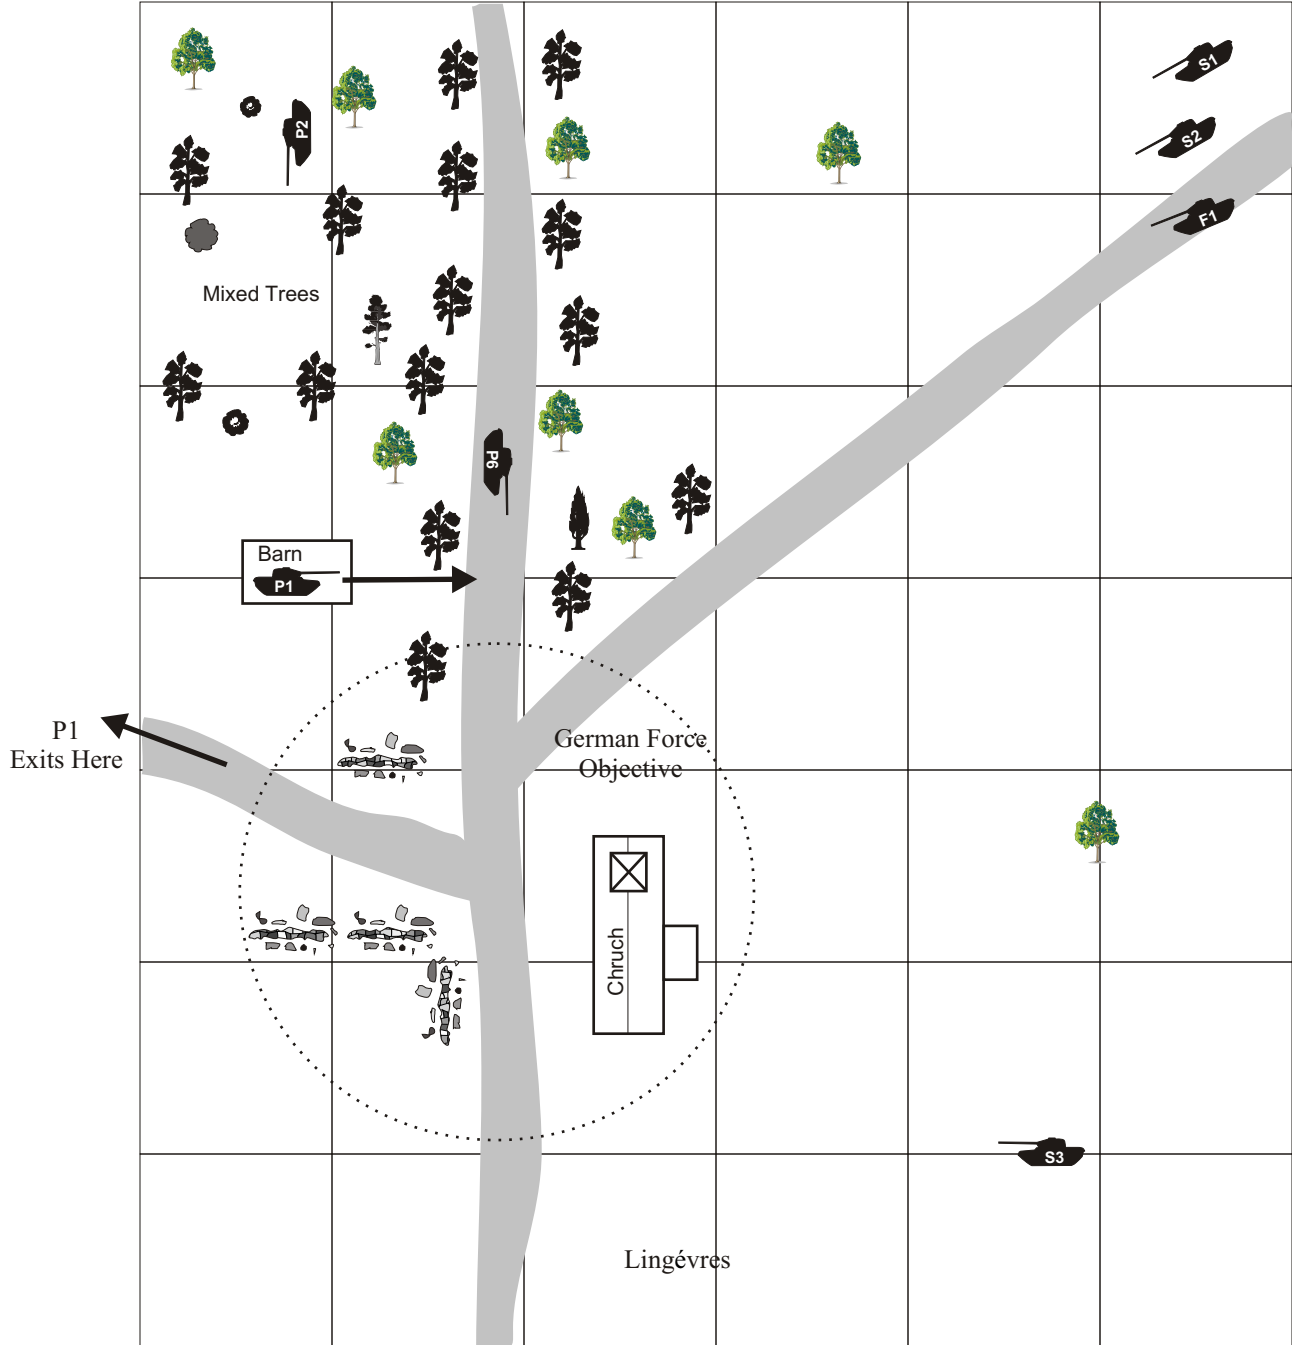 S1
P2
S2
F1
Mixed Trees
P6
Barn
P1
P1
Exits Here
German Force
Objective
Chruch
S3
Lingévres